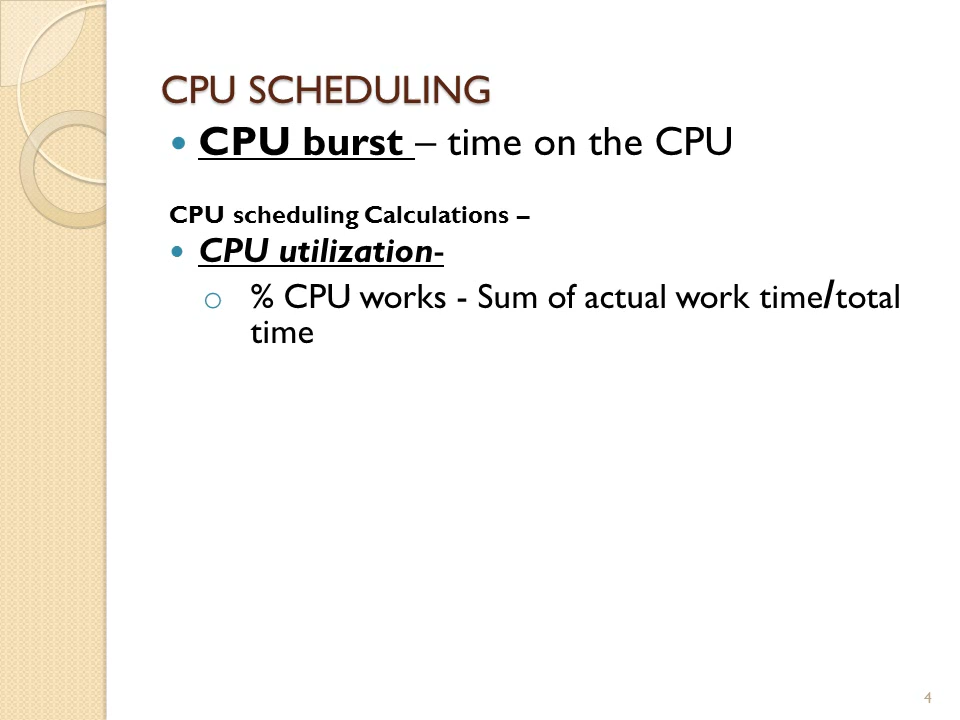 CPU SCHEDULING
• CPU burst – time on the CPU
CPU scheduling Calculations –
• CPU utilization-
o % CPU works - Sum of actual work time/total
time
4